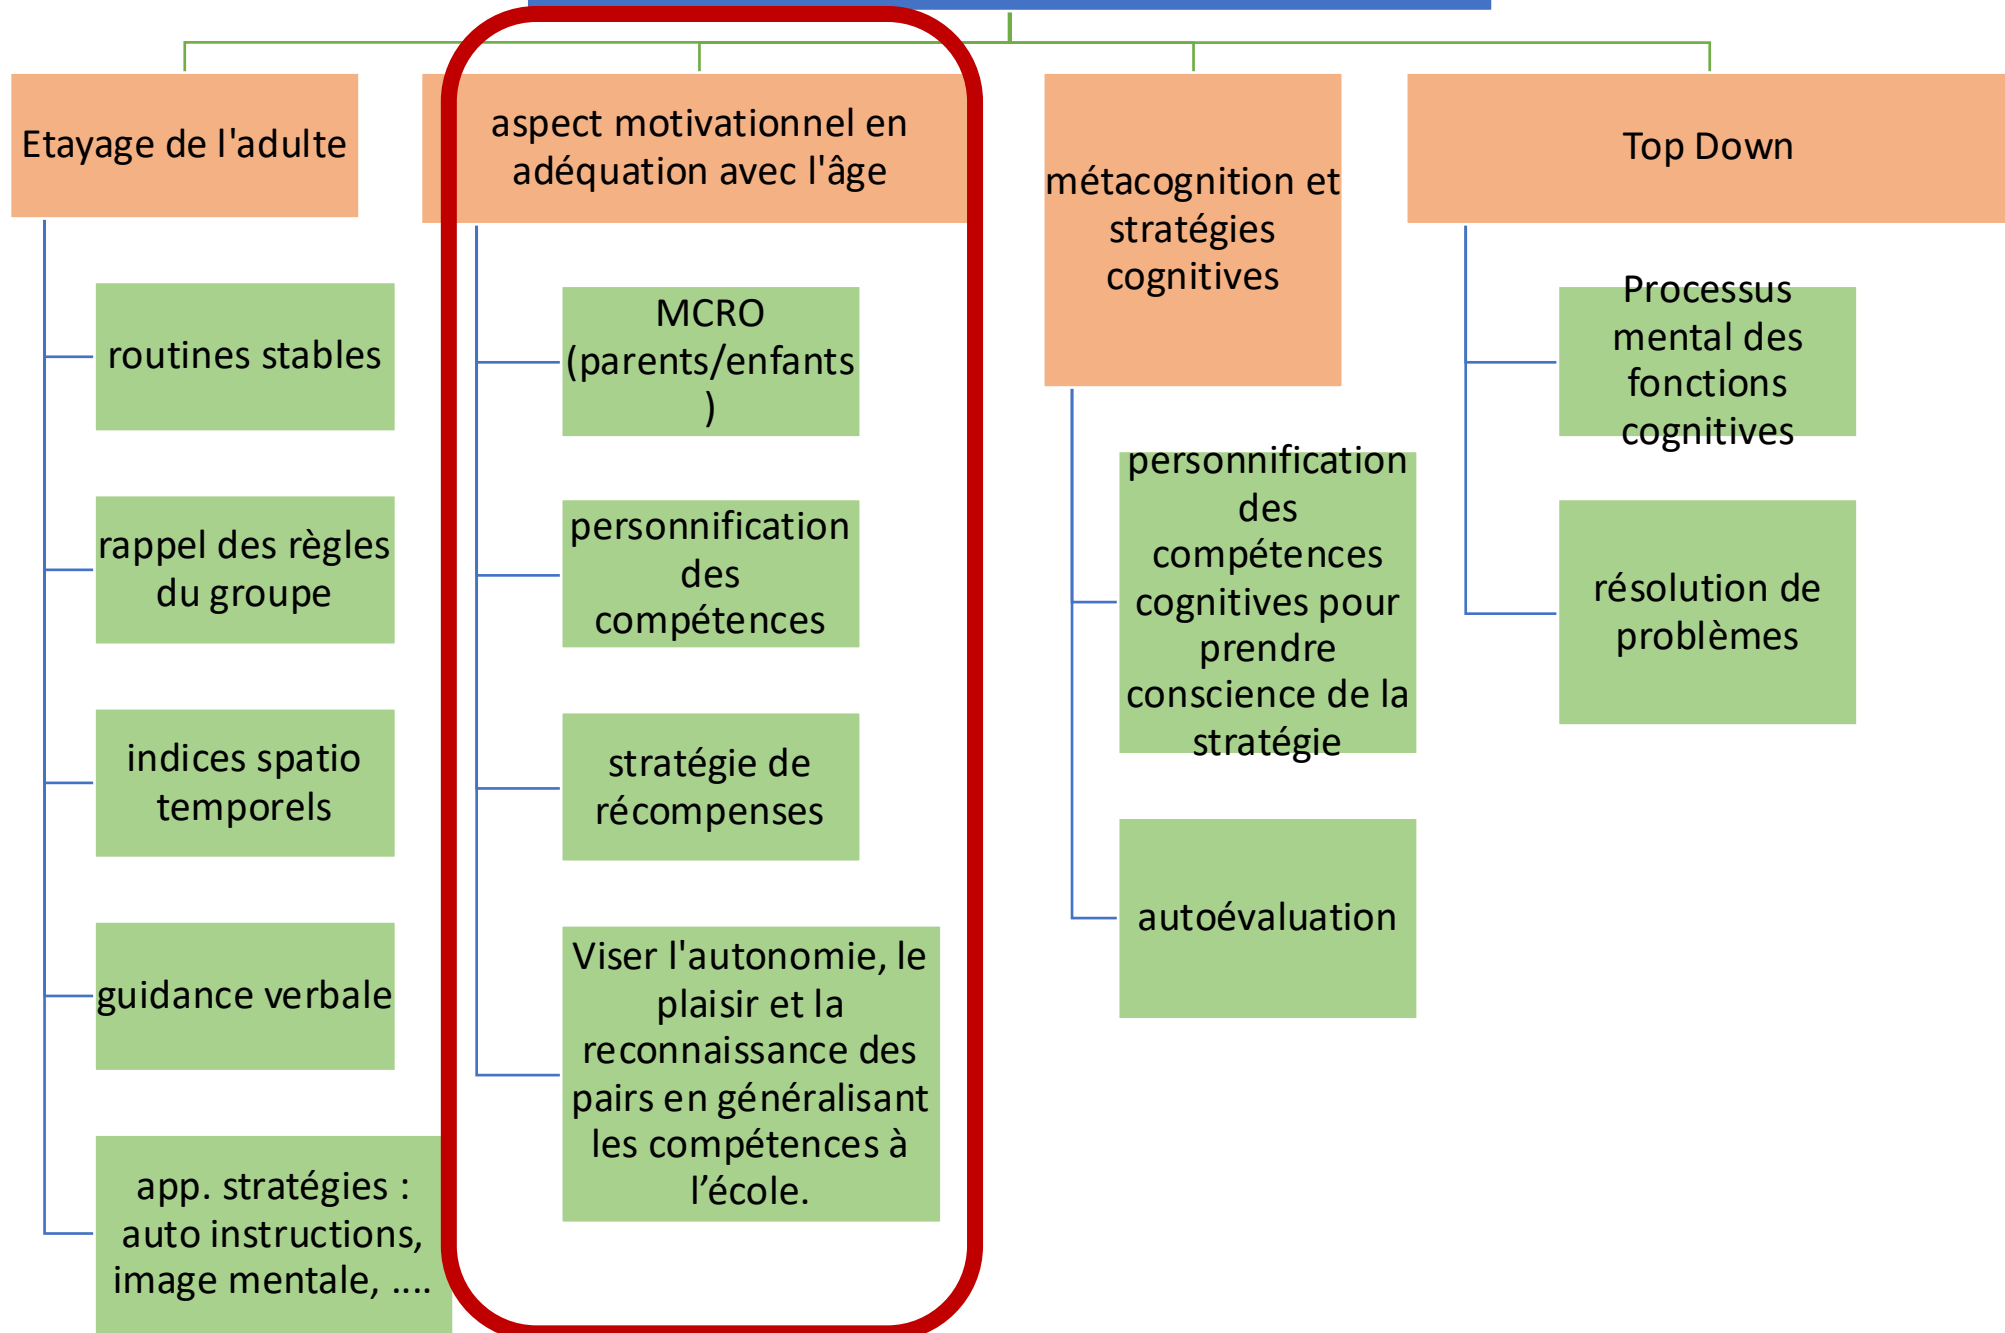 Etayage de l'adulte
routines stables
rappel des règles
du groupe
indices spatio
temporels
guidance verbale
app. stratégies :
auto instructions,
image mentale, ....
aspect motivationnel en
adéquation avec l'âge
MCRO
(parents/enfants
)
personnification
des
compétences
stratégie de
récompenses
Viser l'autonomie, le
plaisir et la
reconnaissance des
pairs en généralisant
les compétences à
l’école.
métacognition et
stratégies
cognitives
personnification
des
compétences
cognitives pour
prendre
conscience de la
stratégie
autoévaluation
Top Down
Processus
mental des
fonctions
cognitives
résolution de
problèmes